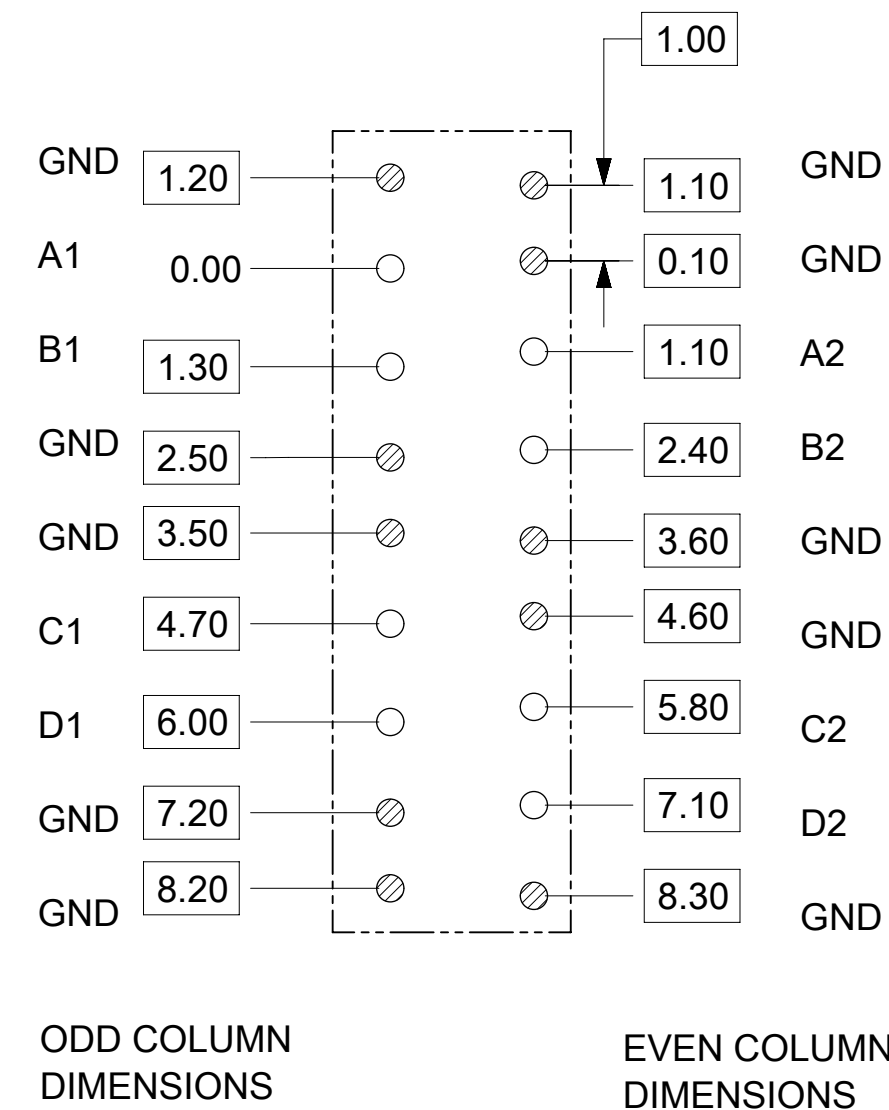 1.00
GND 1.20 1.10 GND
A1 0.00 0.10 GND
B1 1.30 1.10 A2
GND 2.50 2.40 B2
GND 3.50 3.60 GND
C1 4.70 4.60 GND
D1 6.00 5.80 C2
GND 7.20 7.10 D2
GND 8.20 8.30 GND
ODD COLUMN
DIMENSIONS
EVEN COLUMN
DIMENSIONS